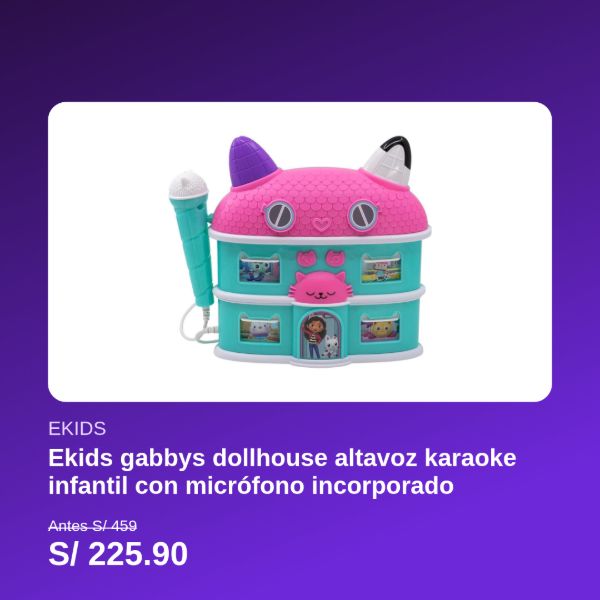 EKIDS
Ekids gabbys dollhouse altavoz karaoke
infantil con micrófono incorporado
Antes S/ 459
S/ 225.90